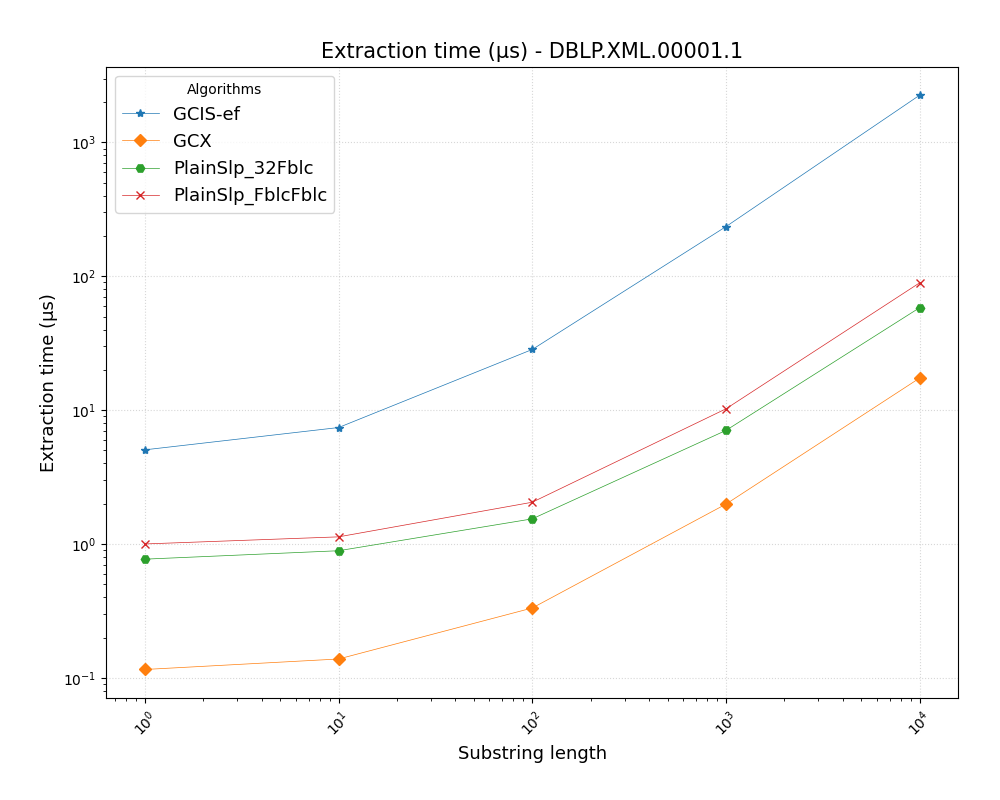 Extraction time (μs) - DBLP.XML.00001.1
Algorithms
GCIS-ef
GCX
PlainSlp_32Fblc
PlainSlp_FblcFblc
Extraction time (μs)
10³
10²
10¹
10⁰
10⁻¹
10⁰ 10¹ 10² 10³ 10⁴
Substring length